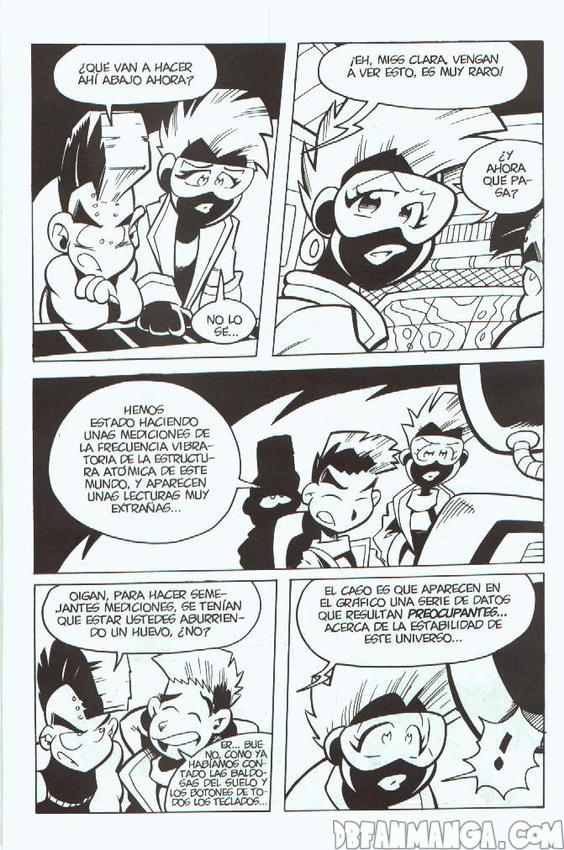 ¿QUÉ VAN A HACER
AHÍ ABAJO AHORA?
NO LO
SÉ...
¡EH, MISS CLARA, VENGAN
A VER ESTO, ES MUY RARO!
¿Y
AHORA
QUÉ PA-
SA?
HEMOS
ESTADO HACIENDO
UNAS MEDICIONES DE
LA FRECUENCIA VIBRA-
TORIA DE LA ESTRUCTU-
RA ATÓMICA DE ESTE
MUNDO, Y APARECEN
UNAS LECTURAS MUY
EXTRAÑAS...
OIGAN, PARA HACER SEME-
JANTES MEDICIONES, SE TENÍAN
QUE ESTAR USTEDES ABURRIEN-
DO UN HUEVO, ¿NO?
ER... BUE-
NO, COMO YA
HABÍAMOS CON-
TADO LAS BALDO-
SAS DEL SUELO Y
LOS BOTONES DE TO-
DOS LOS TECLADOS...
EL CASO ES QUE APARECEN EN
EL GRÁFICO UNA SERIE DE DATOS
QUE RESULTAN PREOCUPANTES...
ACERCA DE LA ESTABILIDAD DE
ESTE UNIVERSO...
!
DBFANMANGA.COM